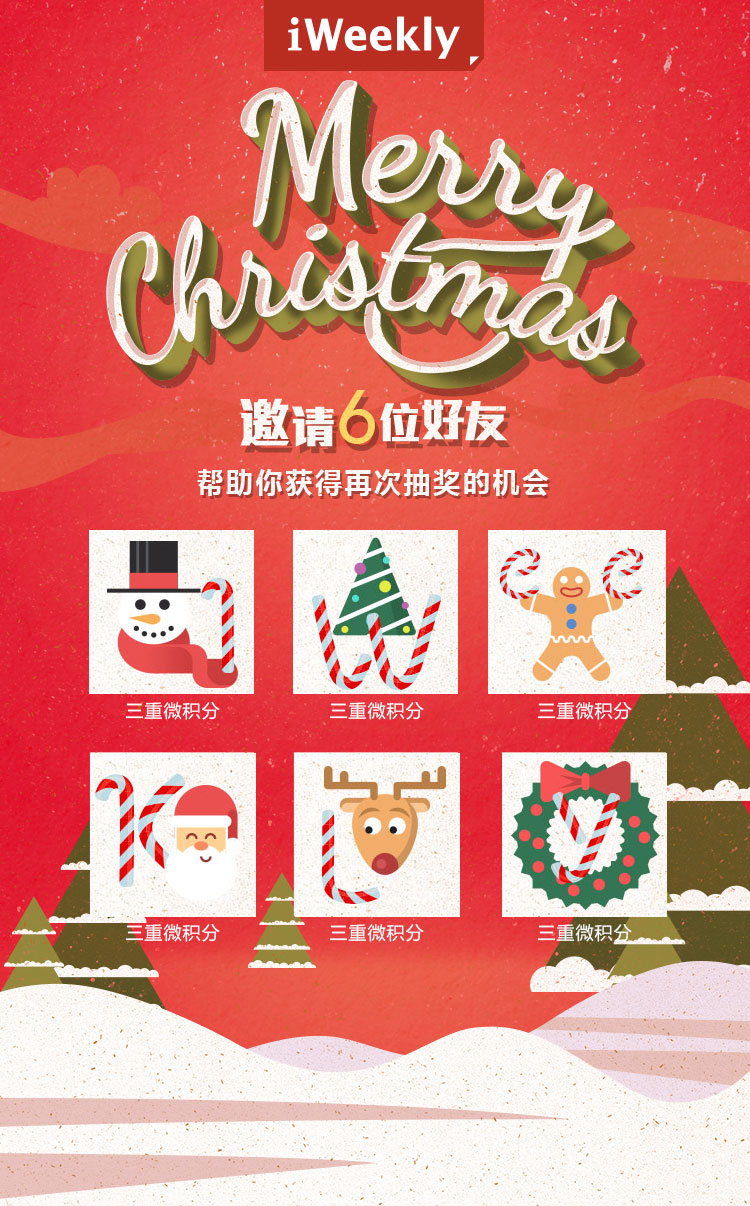 iWeekly
Merry
Christmas
邀请6位好友
帮助你获得再次抽奖的机会
i W e e
三重微积分 三重微积分 三重微积分
K L y
三重微积分 三重微积分 三重微积分